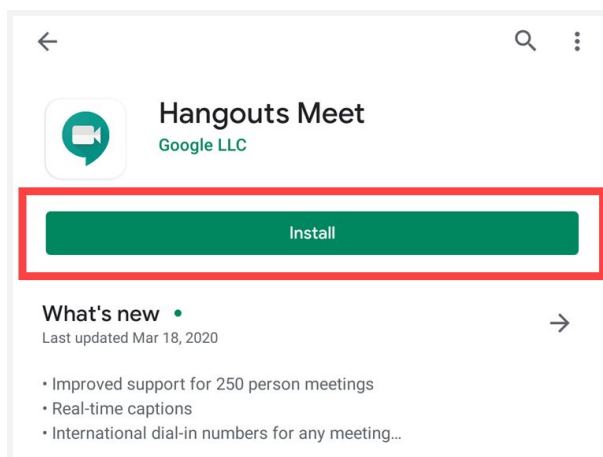 Hangouts Meet
Google LLC
Install
What's new
Last updated Mar 18, 2020
• Improved support for 250 person meetings
• Real-time captions
• International dial-in numbers for any meeting...